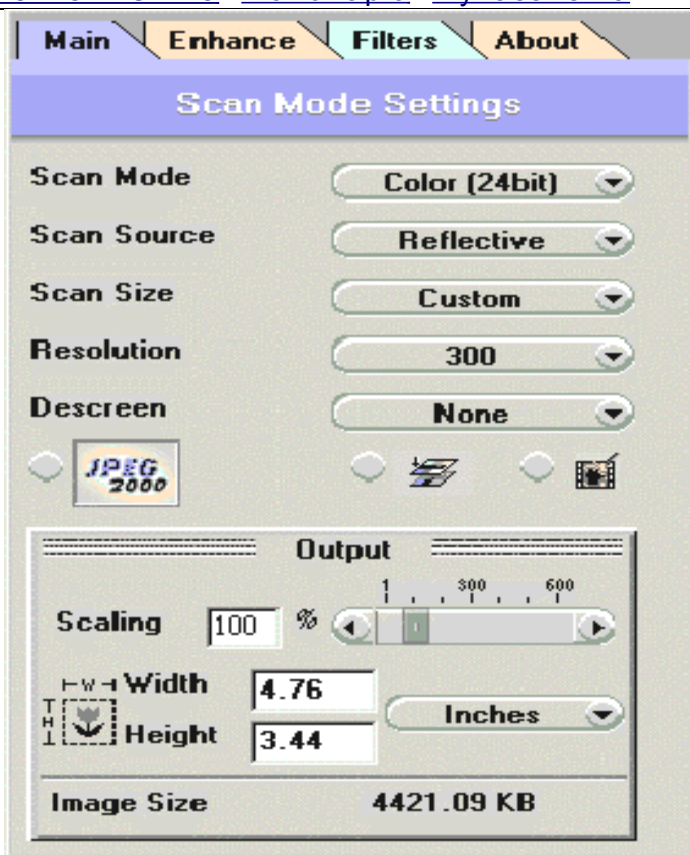 Main Enhance Filters About
Scan Mode Settings
Scan Mode Color (24bit)
Scan Source Reflective
Scan Size Custom
Resolution 300
Descreen None
JPEG
2000
Output
1 300 600
Scaling 100 %
W Width 4.76
H Height 3.44
Inches
Image Size 4421.09 KB